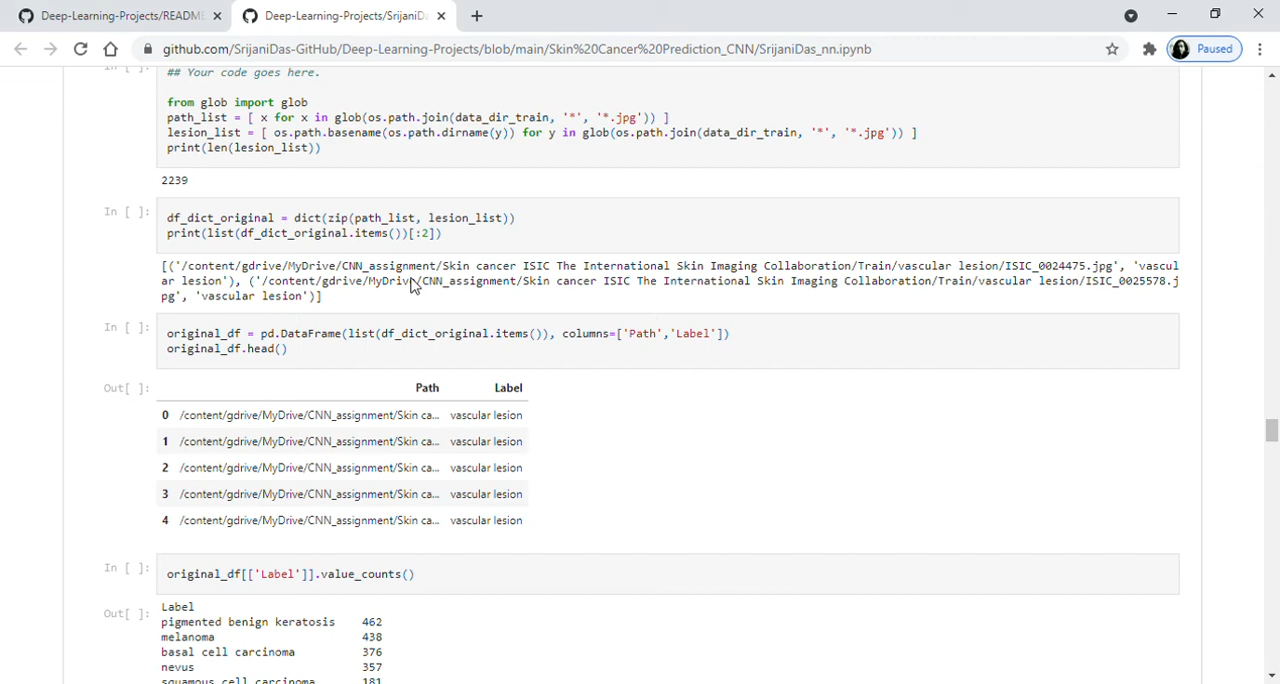 Deep-Learning-Projects/README
Deep-Learning-Projects/SrijaniDa
github.com/SrijaniDas-GitHub/Deep-Learning-Projects/blob/main/Skin%20Cancer%20Prediction_CNN/SrijaniDas_nn.ipynb
Paused
In [ ]:
## Your code goes here.
from glob import glob
path_list = [ x for x in glob(os.path.join(data_dir_train, '*', '*.jpg')) ]
lesion_list = [ os.path.basename(os.path.dirname(y)) for y in glob(os.path.join(data_dir_train, '*', '*.jpg')) ]
print(len(lesion_list))
2239
In [ ]:
df_dict_original = dict(zip(path_list, lesion_list))
print(list(df_dict_original.items())[:2])
[('/content/gdrive/MyDrive/CNN_assignment/Skin cancer ISIC The International Skin Imaging Collaboration/Train/vascular lesion/ISIC_0024475.jpg', 'vascul
ar lesion'), ('/content/gdrive/MyDrive/CNN_assignment/Skin cancer ISIC The International Skin Imaging Collaboration/Train/vascular lesion/ISIC_0025578.j
pg', 'vascular lesion')]
In [ ]:
original_df = pd.DataFrame(list(df_dict_original.items()), columns=['Path','Label'])
original_df.head()
Out[ ]:
Path Label
0 /content/gdrive/MyDrive/CNN_assignment/Skin ca... vascular lesion
1 /content/gdrive/MyDrive/CNN_assignment/Skin ca... vascular lesion
2 /content/gdrive/MyDrive/CNN_assignment/Skin ca... vascular lesion
3 /content/gdrive/MyDrive/CNN_assignment/Skin ca... vascular lesion
4 /content/gdrive/MyDrive/CNN_assignment/Skin ca... vascular lesion
In [ ]:
original_df[['Label']].value_counts()
Out[ ]:
Label
pigmented benign keratosis 462
melanoma 438
basal cell carcinoma 376
nevus 357
squamous cell carcinoma 181